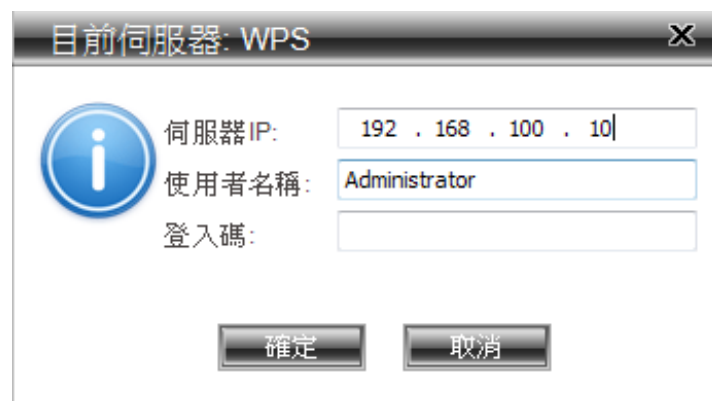 目前伺服器: WPS
伺服器IP: 192 . 168 . 100 . 10
使用者名稱: Administrator
登入碼:
確定 取消